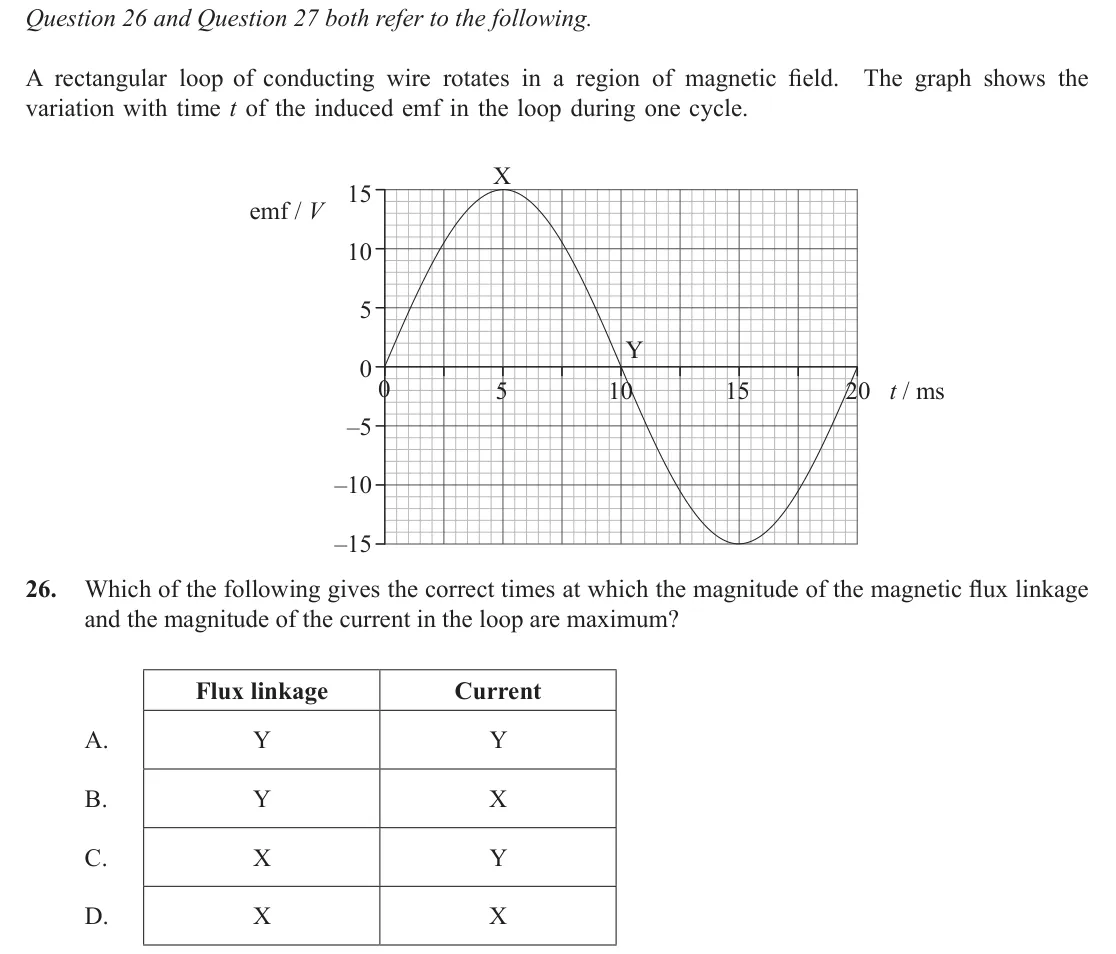 Question 26 and Question 27 both refer to the following.
A rectangular loop of conducting wire rotates in a region of magnetic field. The graph shows the
variation with time t of the induced emf in the loop during one cycle.
X
emf / V
15
10
5
0
–5
–10
–15
Y
0 5 10 15 20 t / ms
26. Which of the following gives the correct times at which the magnitude of the magnetic flux linkage
and the magnitude of the current in the loop are maximum?
Flux linkage Current
A. Y Y
B. Y X
C. X Y
D. X X